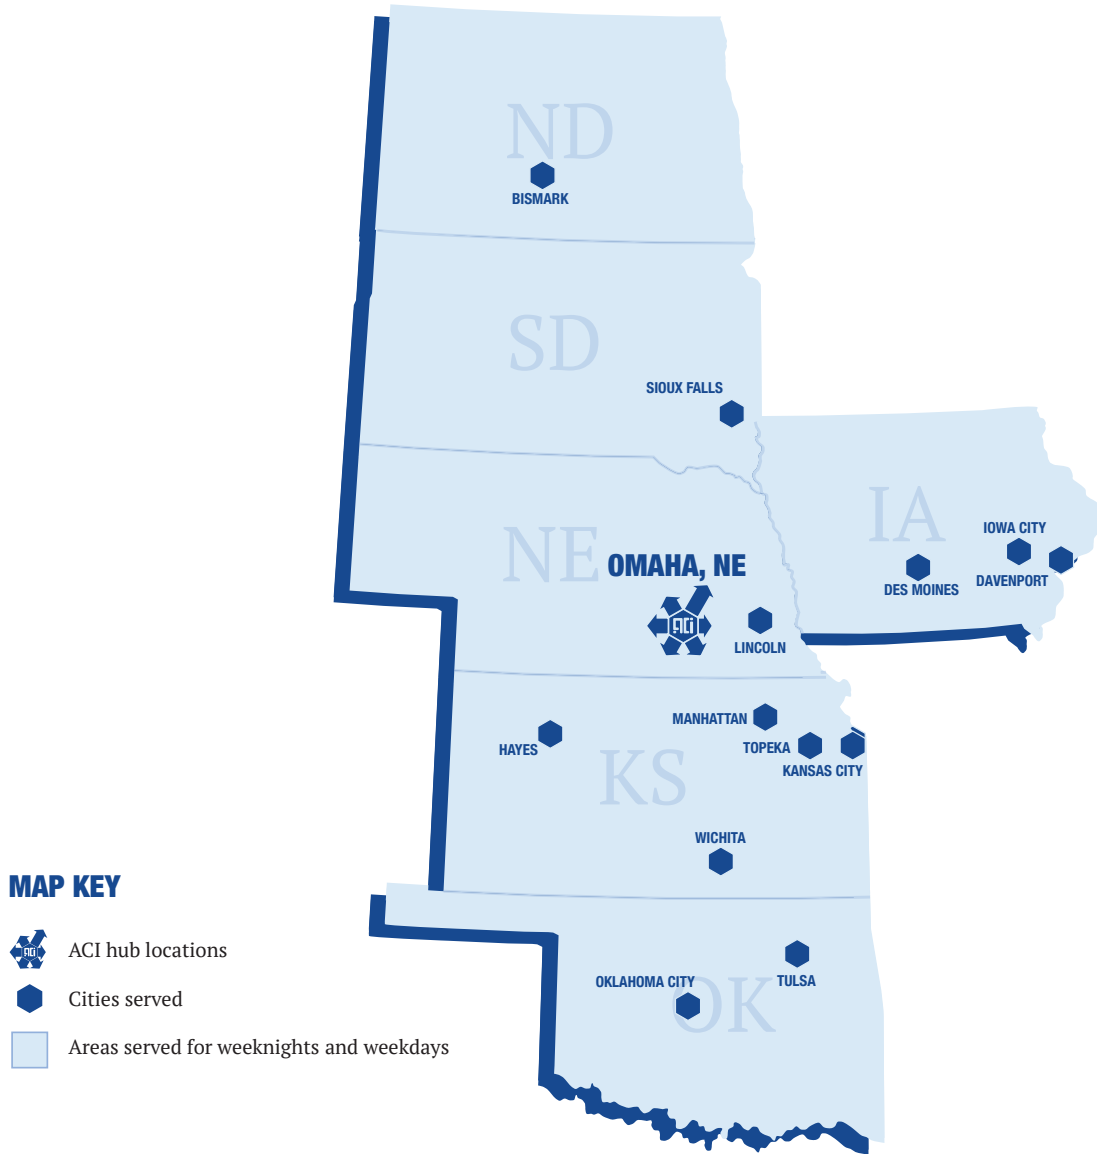 ND
BISMARK
SD
SIOUX FALLS
IA
IOWA CITY
NE
OMAHA, NE
DES MOINES
DAVENPORT
ACi
LINCOLN
MANHATTAN
HAYES
TOPEKA
KS
KANSAS CITY
WICHITA
MAP KEY
ACi
ACI hub locations
Cities served
Areas served for weeknights and weekdays
OKLAHOMA CITY
TULSA
OK